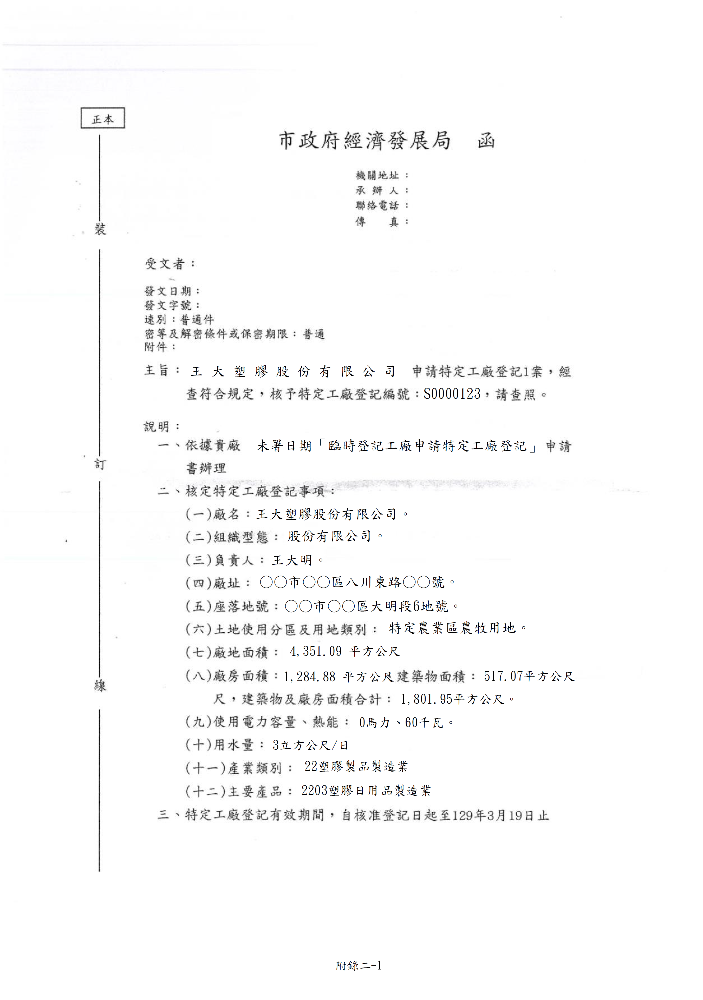 正本
市政府經濟發展局　函
機關地址：
承辦人：
聯絡電話：
傳　真：
受文者：
發文日期：
發文字號：
速別：普通件
密等及解密條件或保密期限：普通
附件：
主旨：王大塑膠股份有限公司 申請特定工廠登記1案，經
查符合規定，核予特定工廠登記編號：S0000123，請查照。
說明：
一、依據貴廠 未署日期「臨時登記工廠申請特定工廠登記」申請
書辦理
二、核定特定工廠登記事項：
(一)廠名：王大塑膠股份有限公司。
(二)組織型態：股份有限公司。
(三)負責人：王大明。
(四)廠址：○○市○○區八川東路○○號。
(五)座落地號：○○市○○區大明段6地號。
(六)土地使用分區及用地類別：特定農業區農牧用地。
(七)廠地面積：4,351.09 平方公尺
(八)廠房面積：1,284.88 平方公尺建築物面積：517.07平方公尺
尺，建築物及廠房面積合計：1,801.95平方公尺。
(九)使用電力容量、熱能：0馬力、60千瓦。
(十)用水量：3立方公尺/日
(十一)產業類別：22塑膠製品製造業
(十二)主要產品：2203塑膠日用品製造業
三、特定工廠登記有效期間，自核准登記日起至129年3月19日止
裝
訂
線
附錄二-1